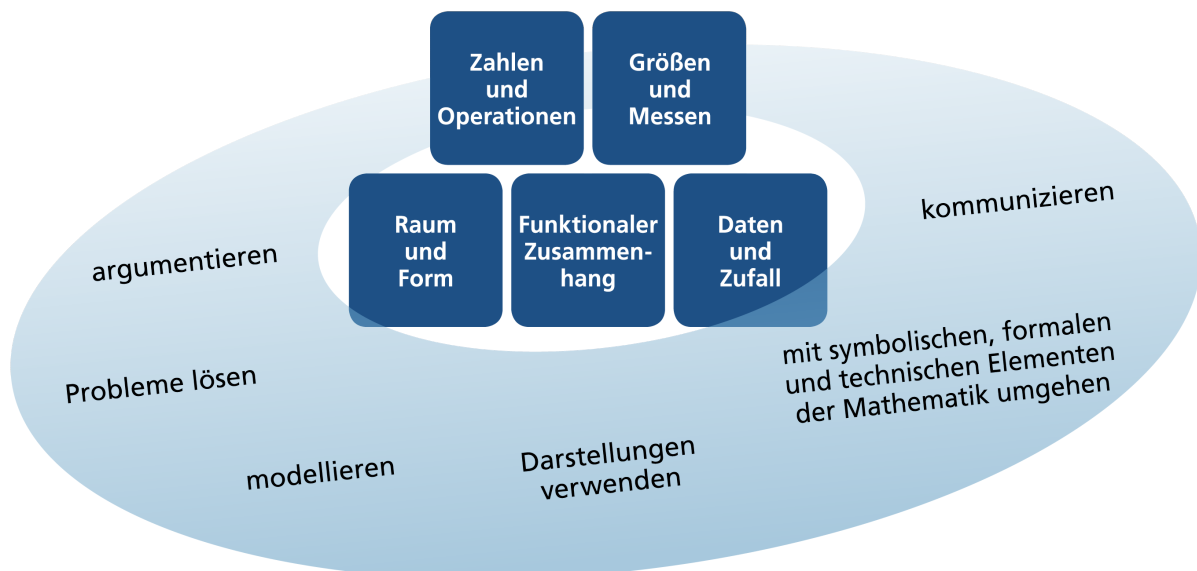 Zahlen
und
Operationen
Größen
und
Messen
Raum
und
Form
Funktionaler
Zusammen-
hang
Daten
und
Zufall
argumentieren
kommunizieren
Probleme lösen
mit symbolischen, formalen
und technischen Elementen
der Mathematik umgehen
modellieren
Darstellungen
verwenden